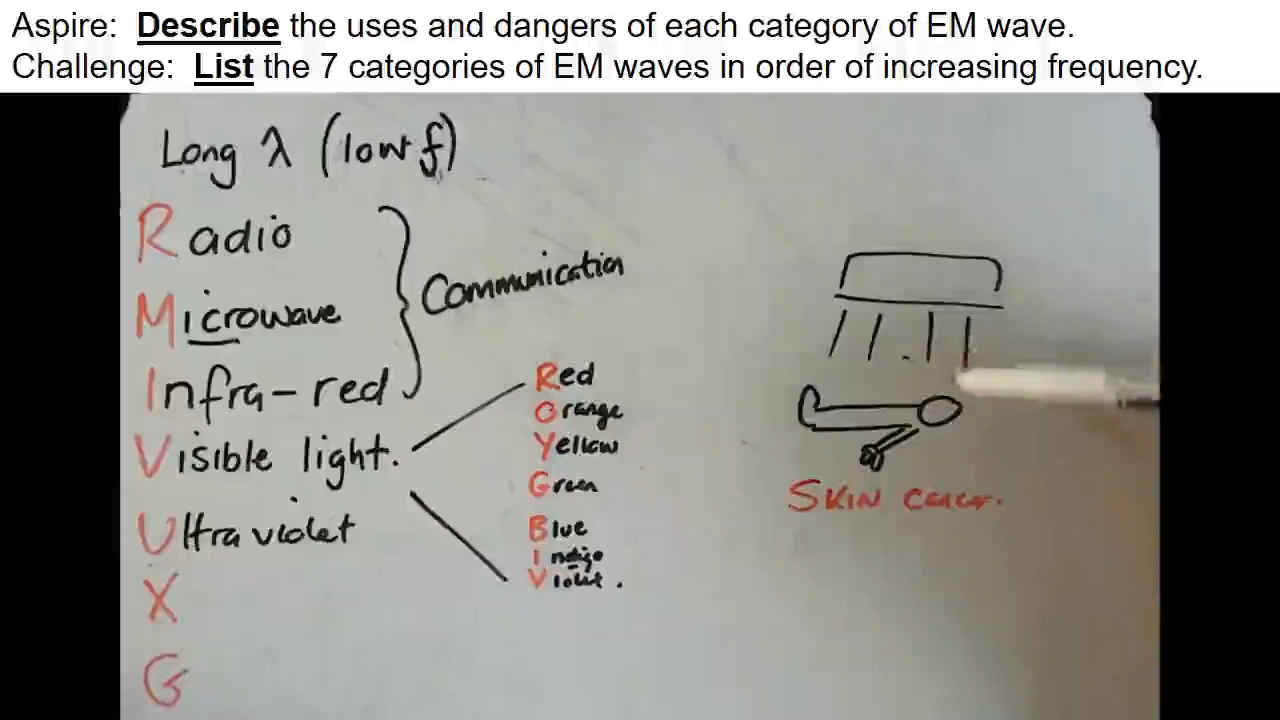 Aspire: Describe the uses and dangers of each category of EM wave.
Challenge: List the 7 categories of EM waves in order of increasing frequency.
Long λ (low f)
Radio
Microwave
Infra-red
Communication
Visible light.
Ultraviolet
X
G
Red
Orange
Yellow
Green
Blue
Indigo
Violet.
SKIN